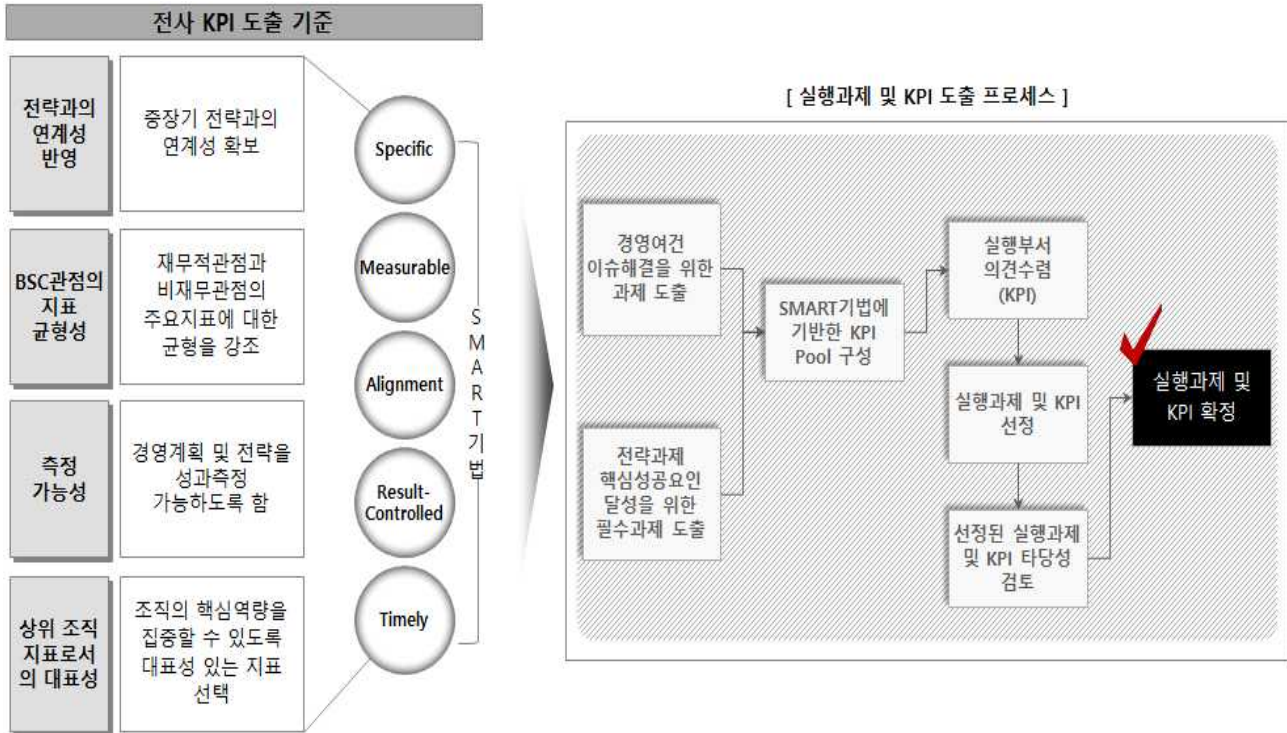 전사 KPI 도출 기준
전략과의
연계성
반영
중장기 전략과의
연계성 확보
BSC관점의
지표
균형성
재무적관점과
비재무관점의
주요지표에 대한
균형을 강조
측정
가능성
경영계획 및 전략을
성과측정
가능하도록 함
상위 조직
지표로서
의 대표성
조직의 핵심역량을
집중할 수 있도록
대표성 있는 지표
선택
Specific
Measurable
Alignment
Result-
Controlled
Timely
S
M
A
R
T
기
법
[ 실행과제 및 KPI 도출 프로세스 ]
경영여건
이슈해결을 위한
과제 도출
전략과제
핵심성공요인
달성을 위한
필수과제 도출
SMART기법에
기반한 KPI
Pool 구성
실행부서
의견수렴
(KPI)
실행과제 및 KPI
선정
선정된 실행과제
및 KPI 타당성
검토
실행과제 및
KPI 확정